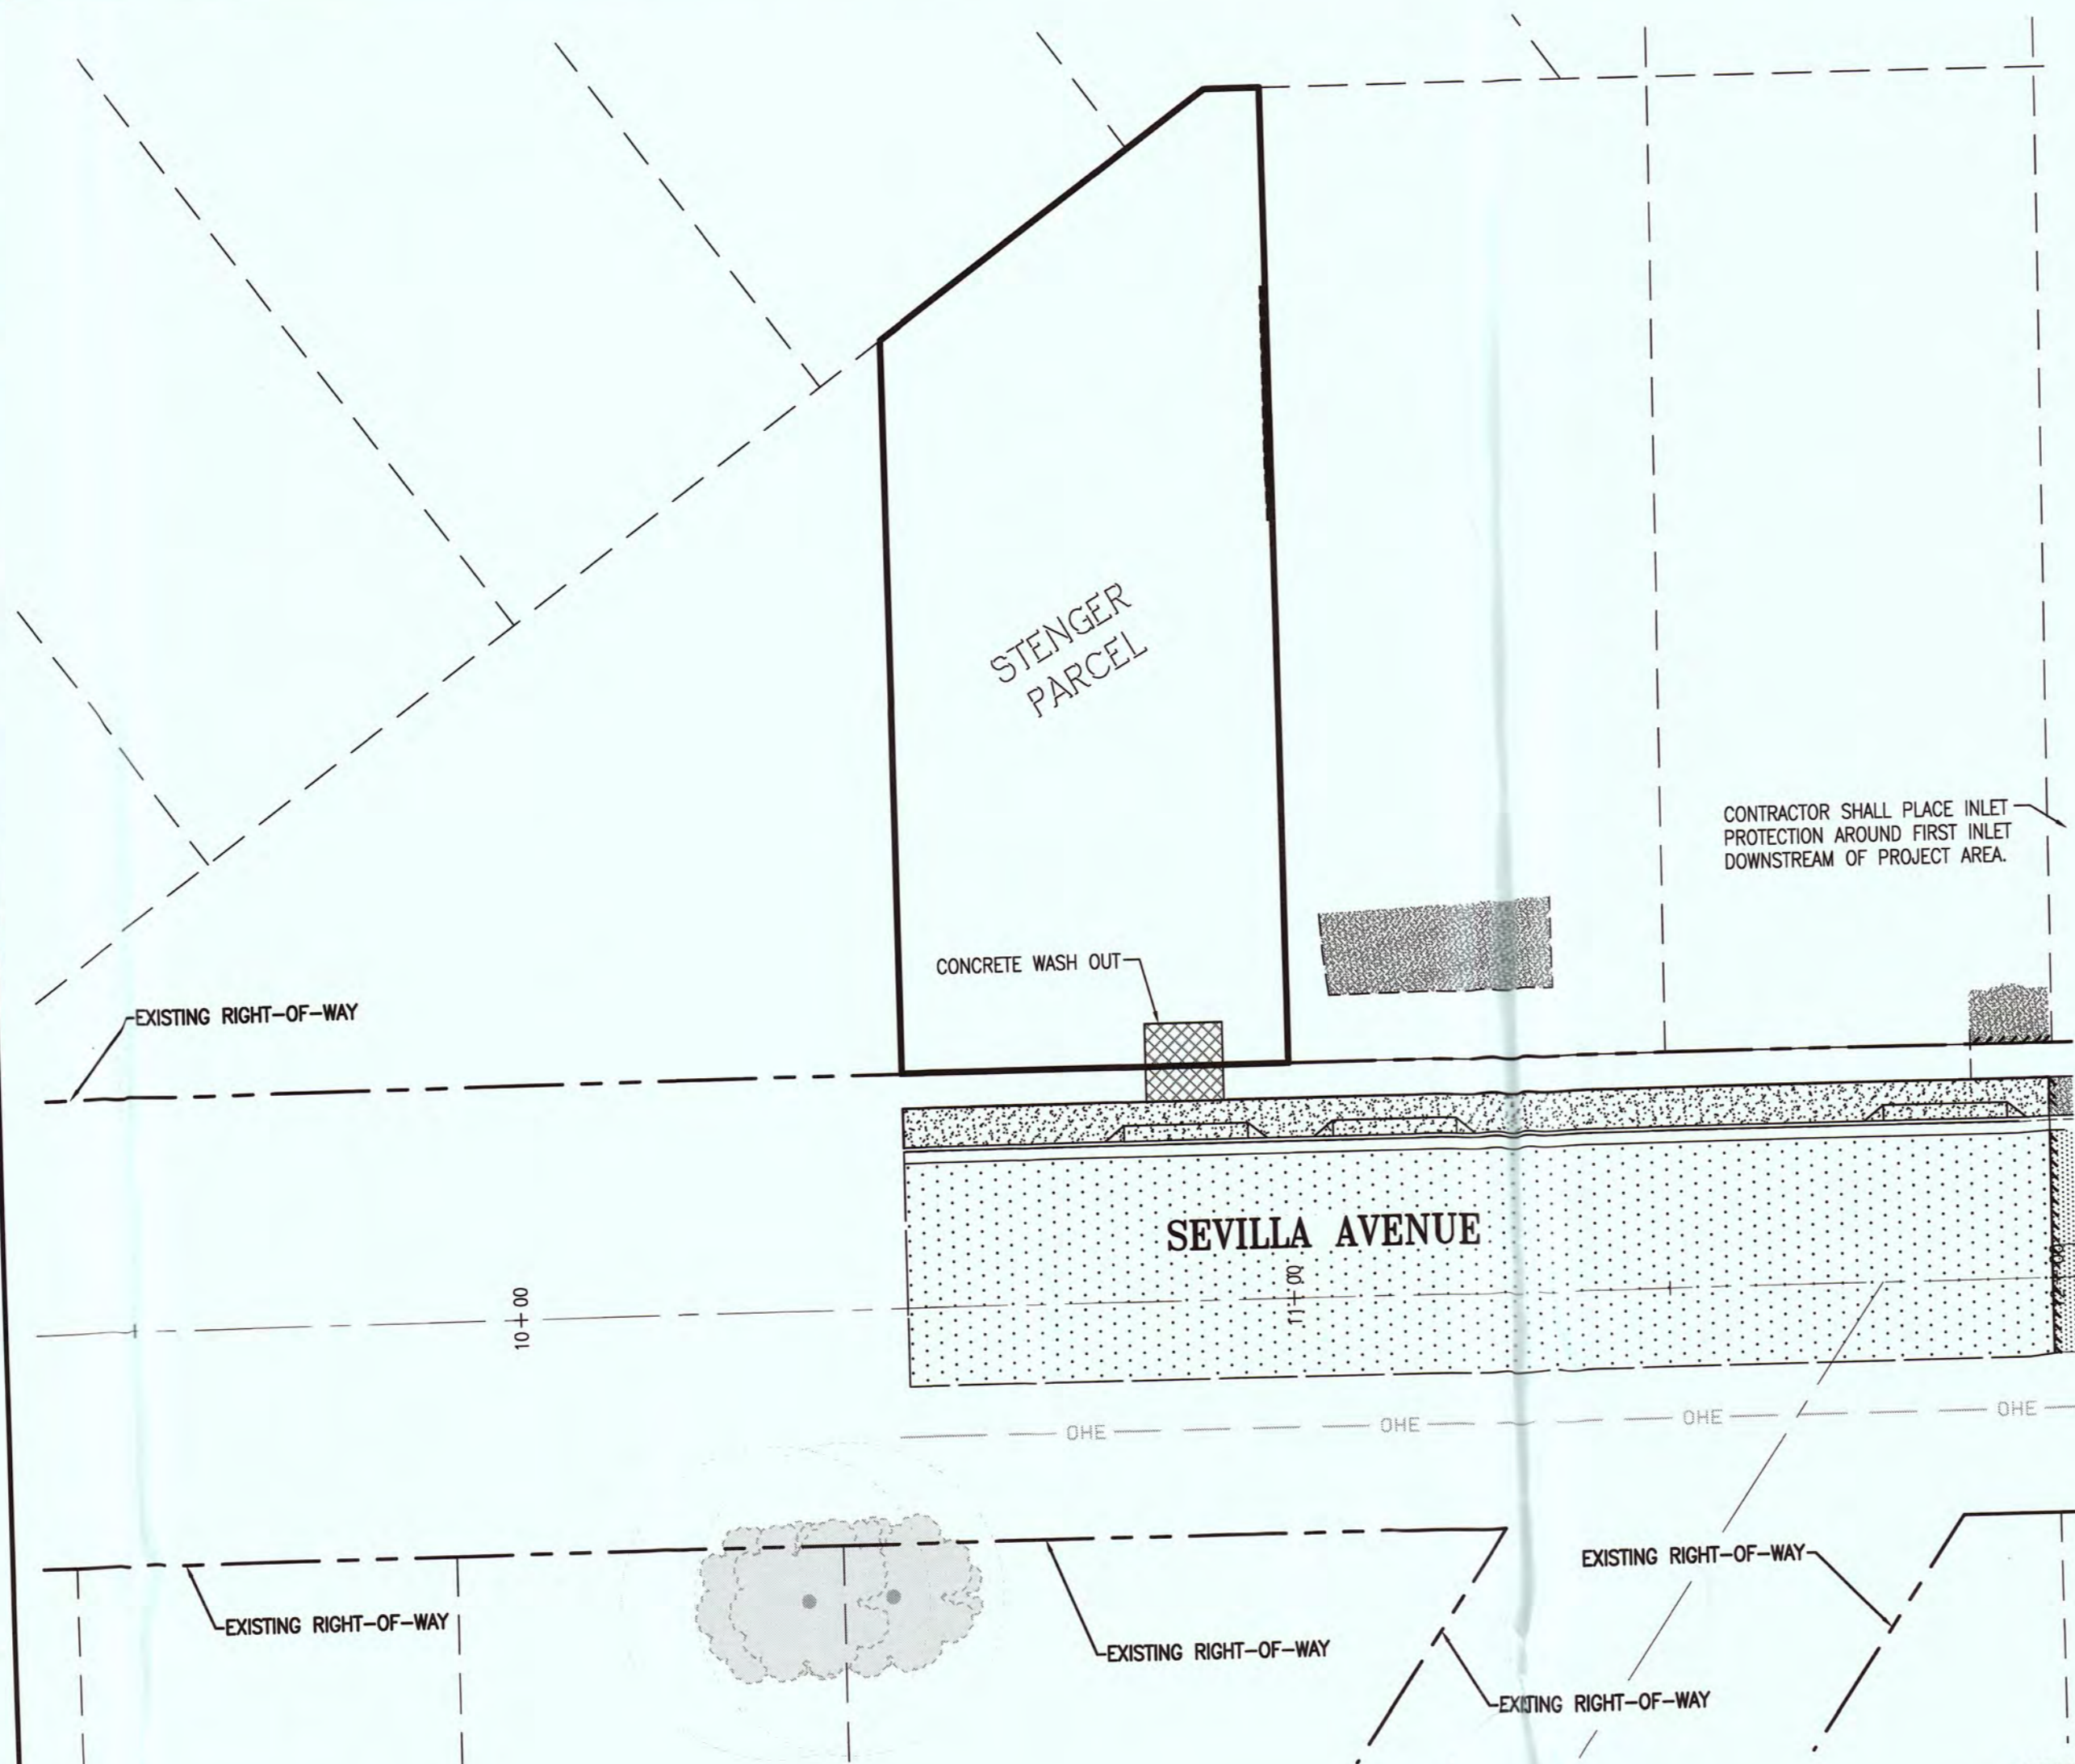 STENGER
PARCEL
CONTRACTOR SHALL PLACE INLET
PROTECTION AROUND FIRST INLET
DOWNSTREAM OF PROJECT AREA.
CONCRETE WASH OUT
EXISTING RIGHT-OF-WAY
SEVILLA AVENUE
10+00
11+00
OHE
OHE
OHE
OHE
EXISTING RIGHT-OF-WAY
EXISTING RIGHT-OF-WAY
EXISTING RIGHT-OF-WAY
EXISTING RIGHT-OF-WAY